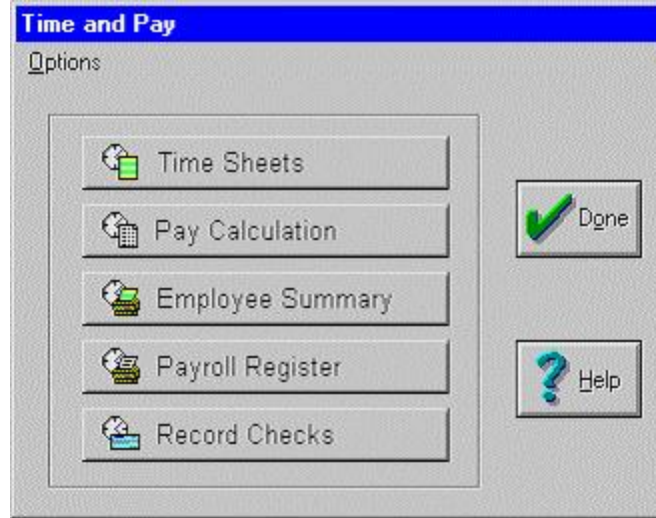 Time and Pay
Options
Time Sheets
Pay Calculation
Employee Summary
Payroll Register
Record Checks
Done
Help